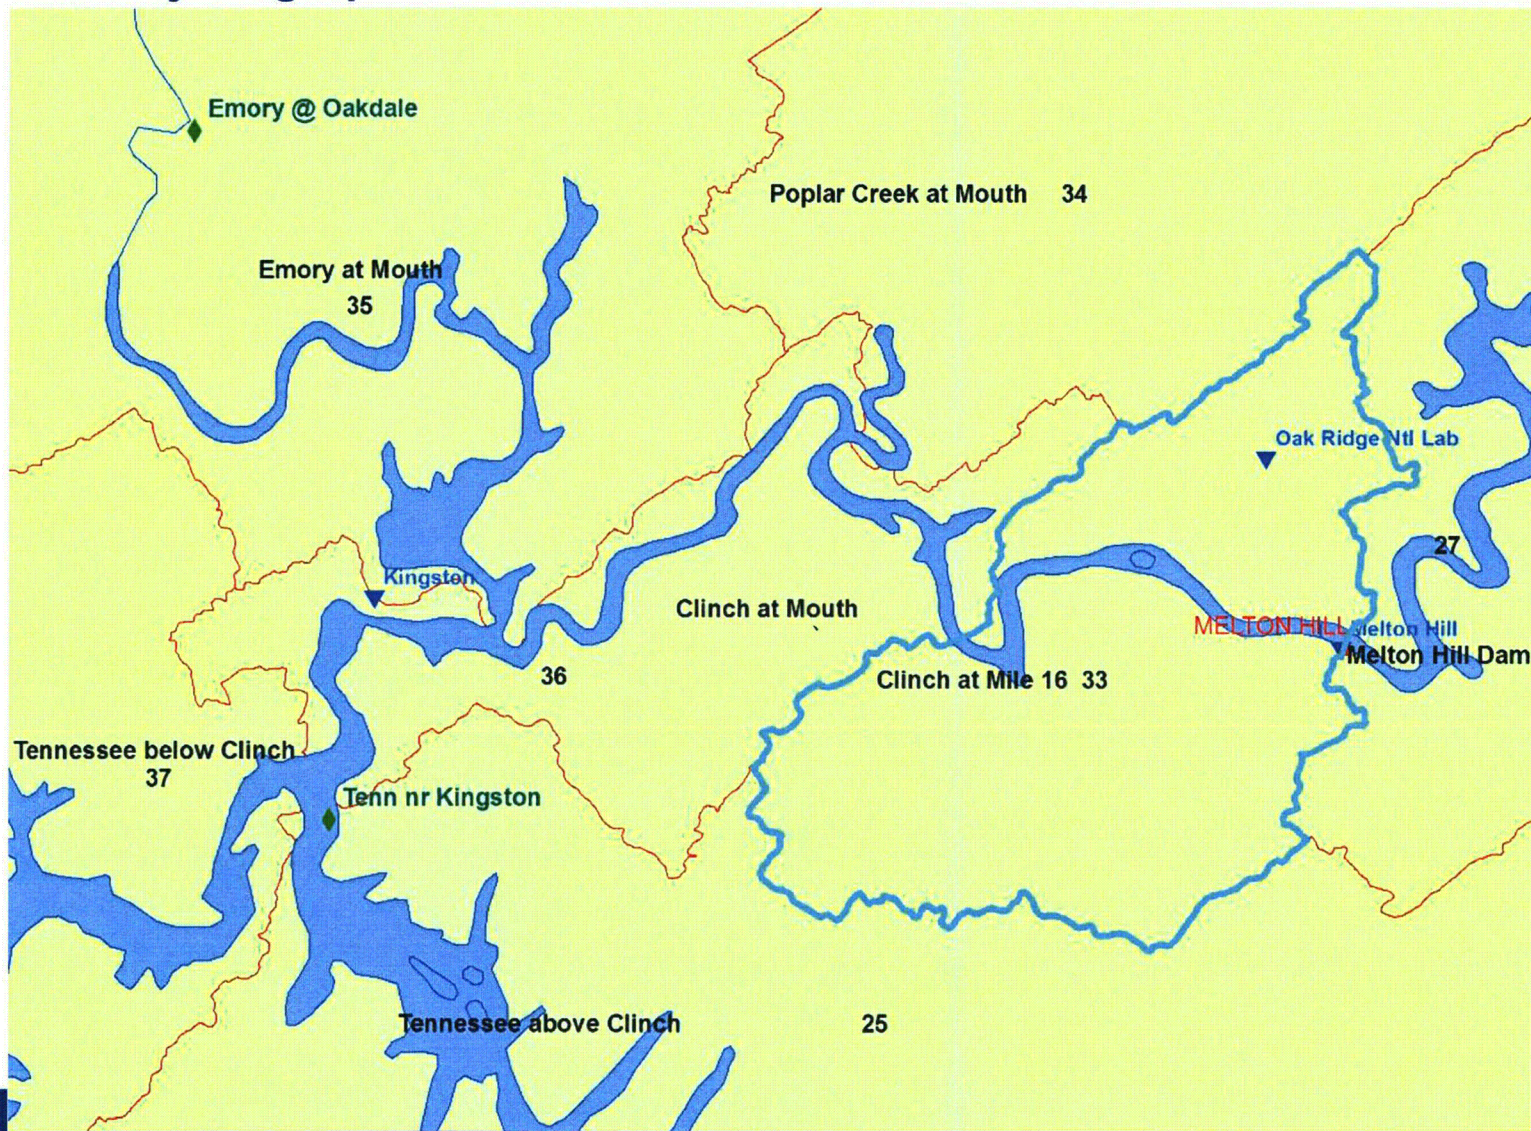 Emory @ Oakdale
Poplar Creek at Mouth 34
Emory at Mouth
35
Oak Ridge Ntl Lab
27
Kingston
Clinch at Mouth
MELTON HILL
Melton Hill
Melton Hill Dam
36
Clinch at Mile 16 33
Tennessee below Clinch
37
Tenn nr Kingston
Tennessee above Clinch 25